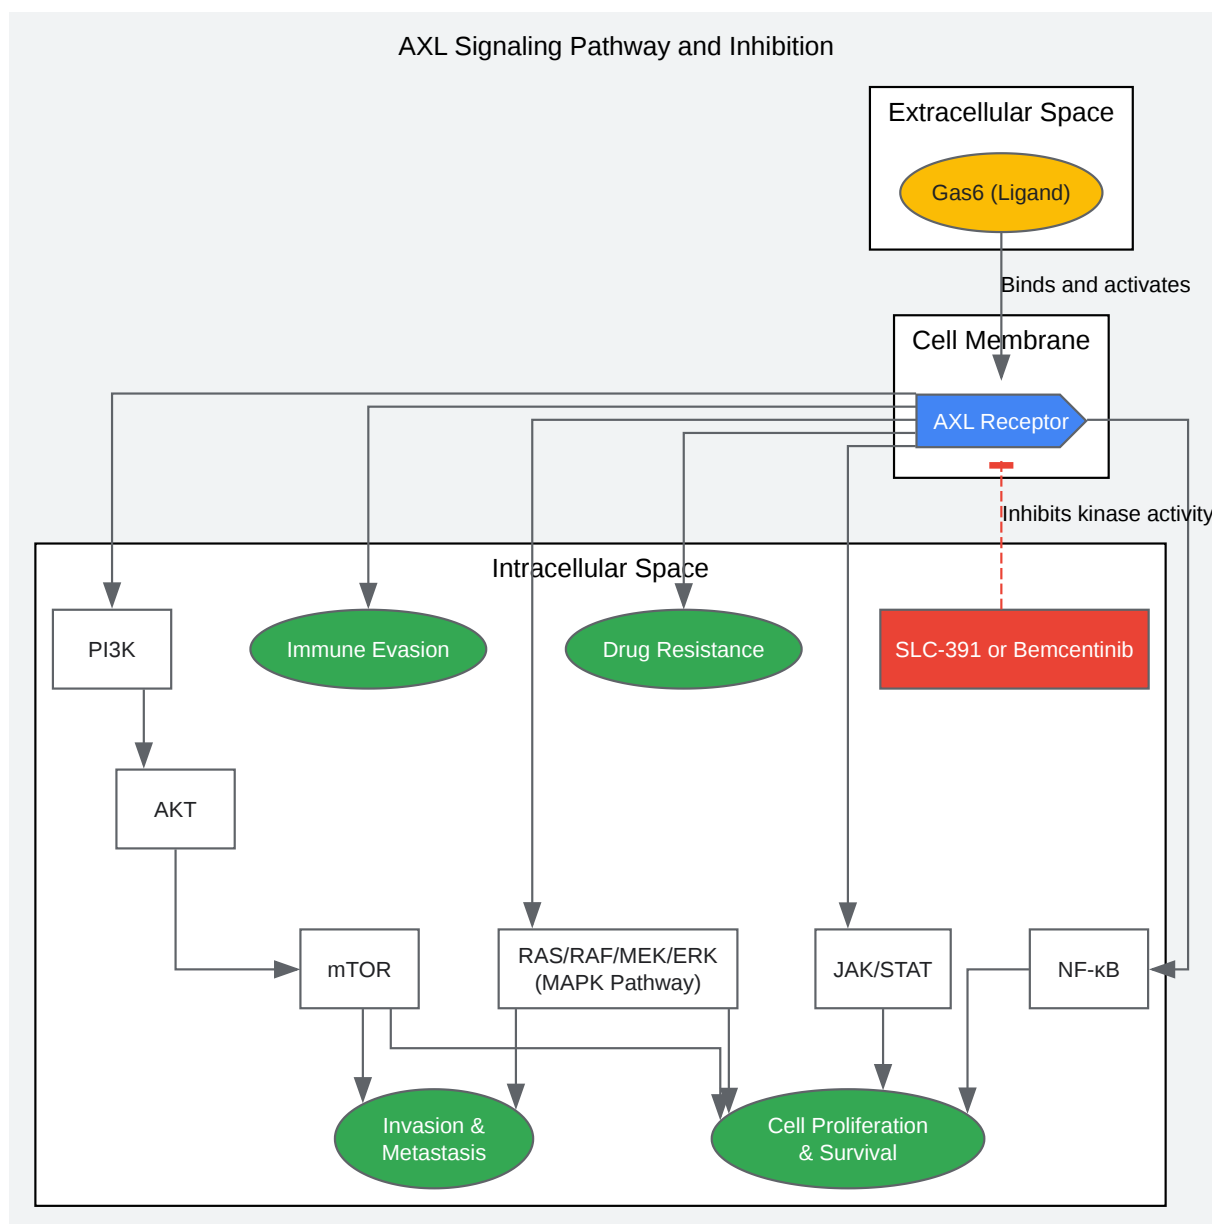 AXL Signaling Pathway and Inhibition
Extracellular Space
Gas6 (Ligand)
Binds and activates
Cell Membrane
AXL Receptor
Inhibits kinase activity
Intracellular Space
PI3K
Immune Evasion
Drug Resistance
SLC-391 or Bemcentinib
AKT
mTOR
RAS/RAF/MEK/ERK
(MAPK Pathway)
JAK/STAT
NF-κB
Invasion &
Metastasis
Cell Proliferation
& Survival